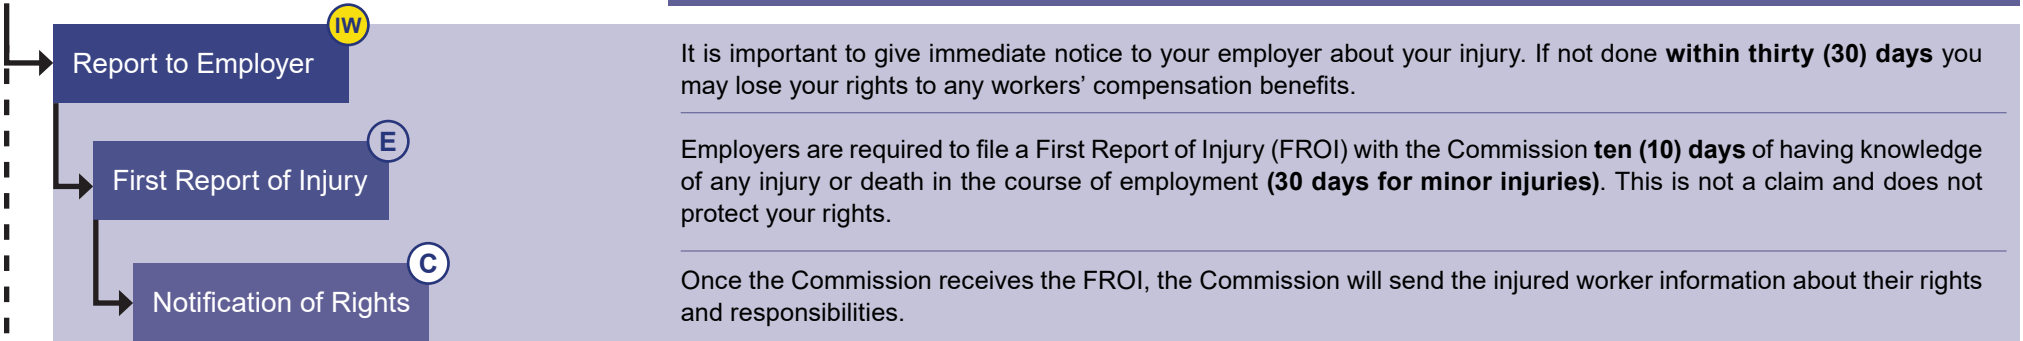 IW
Report to Employer
It is important to give immediate notice to your employer about your injury. If not done within thirty (30) days you
may lose your rights to any workers’ compensation benefits.
E
First Report of Injury
Employers are required to file a First Report of Injury (FROI) with the Commission ten (10) days of having knowledge
of any injury or death in the course of employment (30 days for minor injuries). This is not a claim and does not
protect your rights.
C
Notification of Rights
Once the Commission receives the FROI, the Commission will send the injured worker information about their rights
and responsibilities.